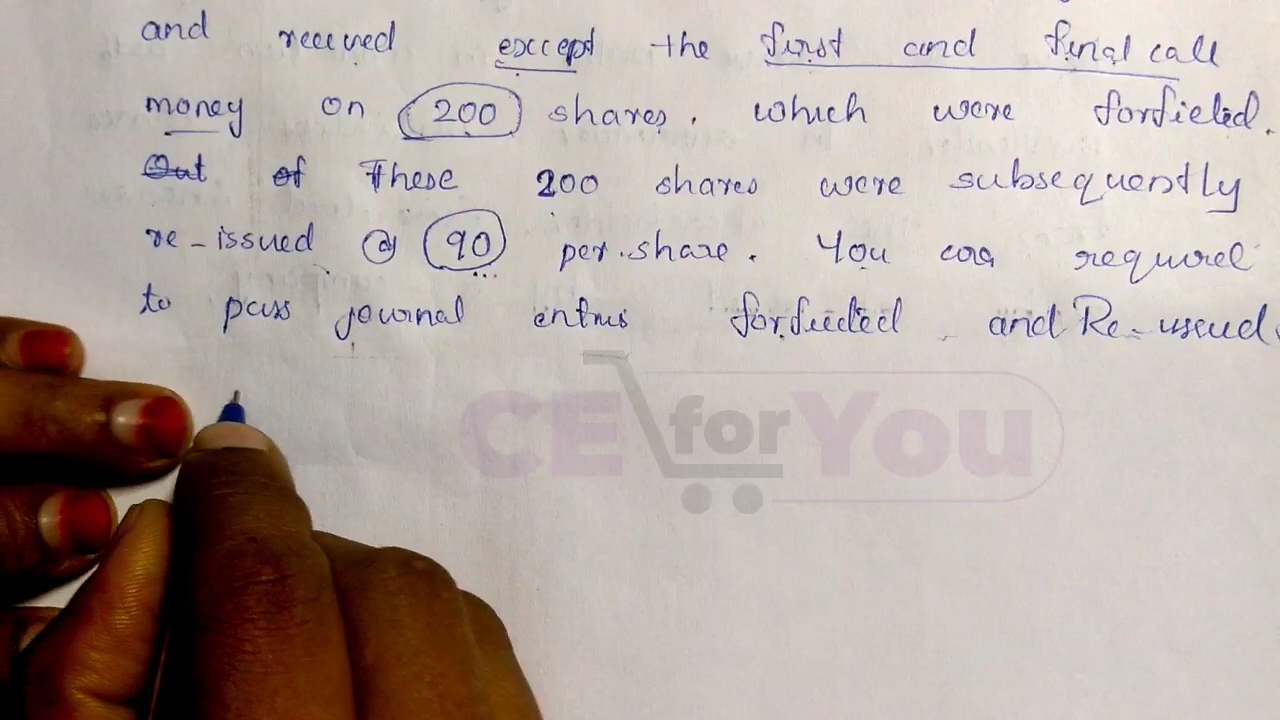 and received except the first and final call
money on 200 shares. which were forfieted.
Out of These 200 shares were subsequently
re-issued @ 90 per.share. You are required
to pass journal entries forfieted and Re-issued.
CE for You